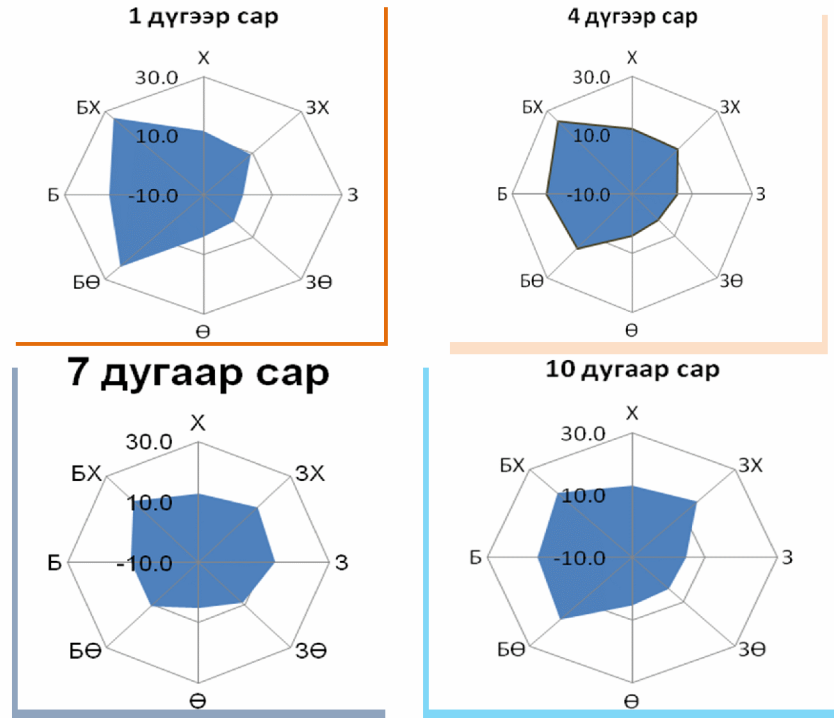 1 дүгээр сар
Х
30.0
БХ
ЗХ
10.0
Б
-10.0
З
БӨ
ЗӨ
Ө
4 дүгээр сар
Х
30.0
БХ
ЗХ
10.0
Б
-10.0
З
БӨ
ЗӨ
Ө
7 дугаар сар
Х
30.0
БХ
ЗХ
10.0
Б
-10.0
З
БӨ
ЗӨ
Ө
10 дугаар сар
Х
30.0
БХ
ЗХ
10.0
Б
-10.0
З
БӨ
ЗӨ
Ө